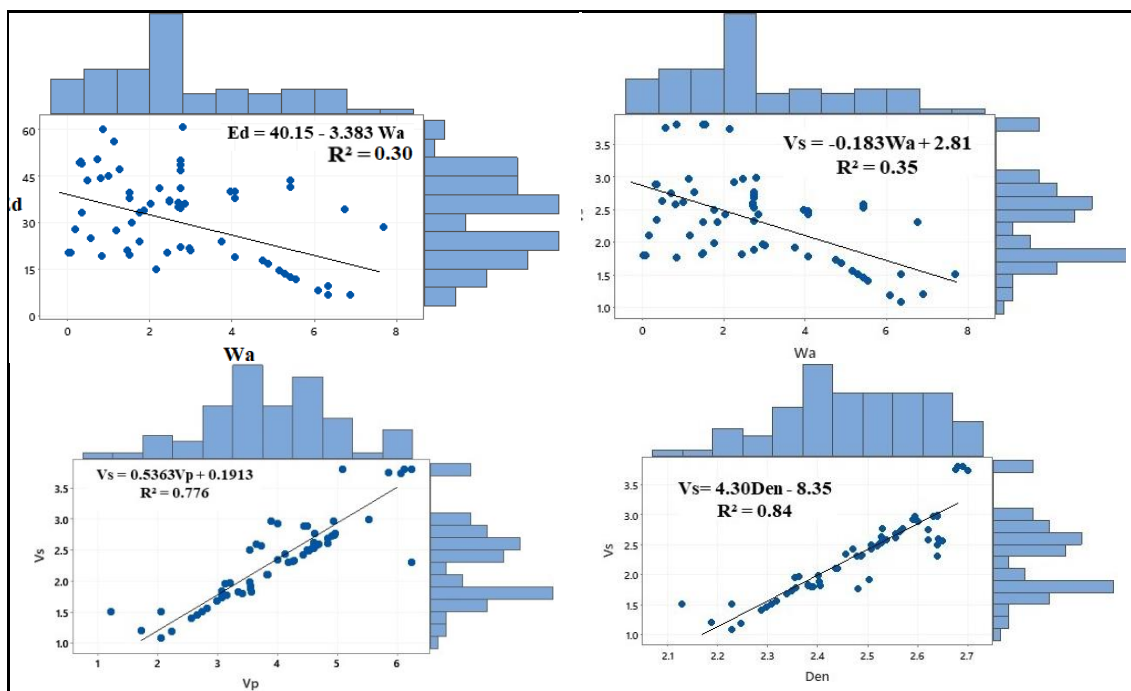 60
45
30
15
0
Ed = 40.15 - 3.383 Wa
R² = 0.30
0 2 4 6 8
Wa
3.5
3.0
2.5
2.0
1.5
1.0
Vs = -0.183Wa + 2.81
R² = 0.35
0 2 4 6 8
Wa
Vs
3.5
3.0
2.5
2.0
1.5
1.0
Vs = 0.5363Vp + 0.1913
R² = 0.776
1 2 3 4 5 6
Vp
Vs
3.5
3.0
2.5
2.0
1.5
1.0
Vs= 4.30Den - 8.35
R² = 0.84
2.1 2.2 2.3 2.4 2.5 2.6 2.7
Den